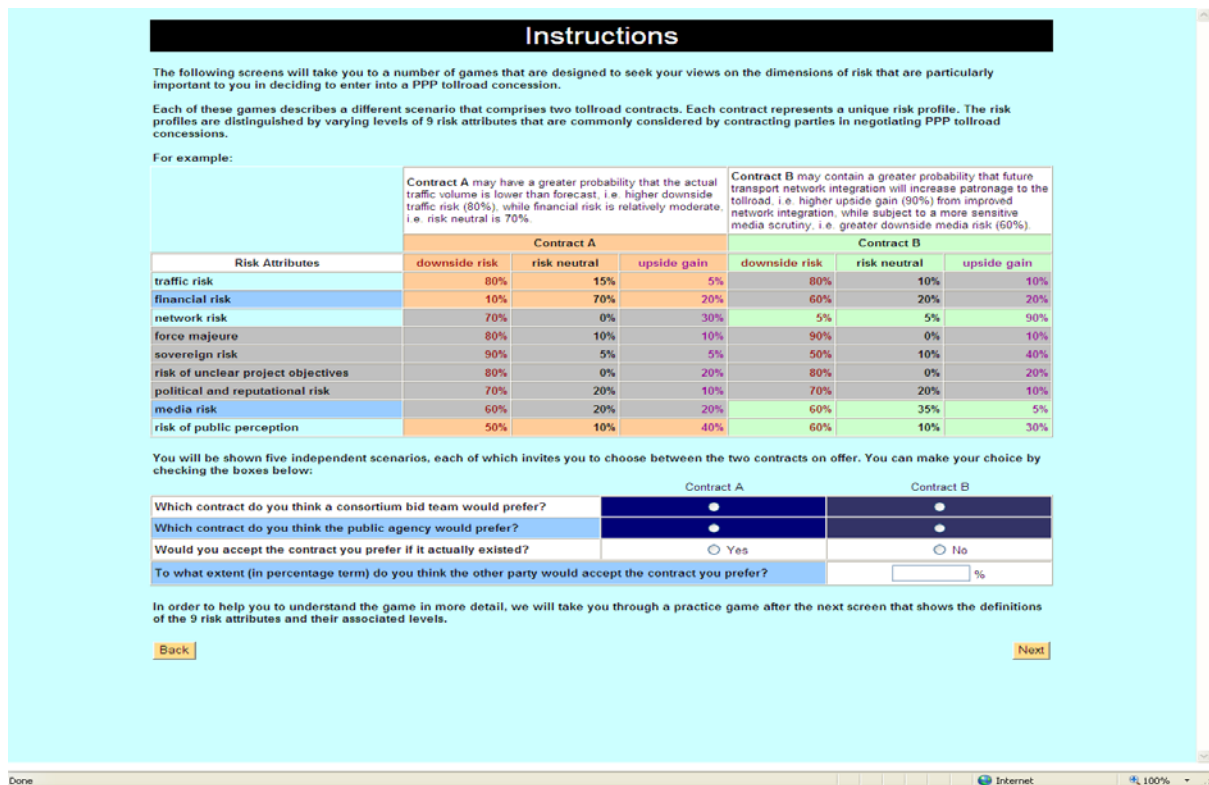 Instructions
The following screens will take you to a number of games that are designed to seek your views on the dimensions of risk that are particularly
important to you in deciding to enter into a PPP tollroad concession.
Each of these games describes a different scenario that comprises two tollroad contracts. Each contract represents a unique risk profile. The risk
profiles are distinguished by varying levels of 9 risk attributes that are commonly considered by contracting parties in negotiating PPP tollroad
concessions.
For example:
Contract A may have a greater probability that the actual
traffic volume is lower than forecast, i.e. higher downside
traffic risk (80%), while financial risk is relatively moderate,
i.e. risk neutral is 70%.
Contract B may contain a greater probability that future
transport network integration will increase patronage to the
tollroad, i.e. higher upside gain (90%) from improved
network integration, while subject to a more sensitive
media scrutiny, i.e. greater downside media risk (60%).
Contract A Contract B
Risk Attributes downside risk risk neutral upside gain downside risk risk neutral upside gain
traffic risk 80% 15% 5% 80% 10% 10%
financial risk 10% 70% 20% 60% 20% 20%
network risk 70% 0% 30% 5% 5% 90%
force majeure 80% 10% 10% 90% 0% 10%
sovereign risk 90% 5% 5% 50% 10% 40%
risk of unclear project objectives 80% 0% 20% 80% 0% 20%
political and reputational risk 70% 20% 10% 70% 20% 10%
media risk 60% 20% 20% 60% 35% 5%
risk of public perception 50% 10% 40% 60% 10% 30%
You will be shown five independent scenarios, each of which invites you to choose between the two contracts on offer. You can make your choice by
checking the boxes below:
Contract A Contract B
Which contract do you think a consortium bid team would prefer?
Which contract do you think the public agency would prefer?
Would you accept the contract you prefer if it actually existed? Yes No
To what extent (in percentage term) do you think the other party would accept the contract you prefer? %
In order to help you to understand the game in more detail, we will take you through a practice game after the next screen that shows the definitions
of the 9 risk attributes and their associated levels.
Back Next
Done Internet 100%